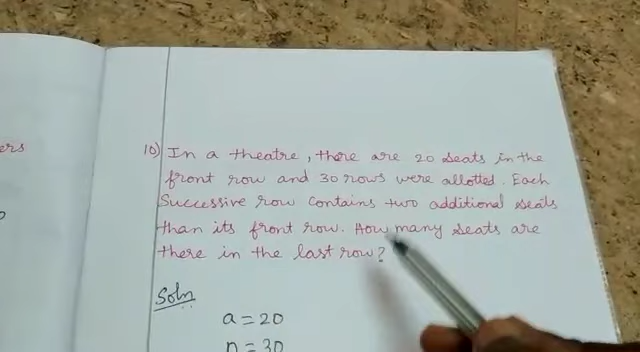 ers
10) In a theatre, there are 20 seats in the
front row and 30 rows were allotted. Each
Successive row contains two additional seats
than its front row. How many seats are
there in the last row?
Soln
a = 20
n = 30